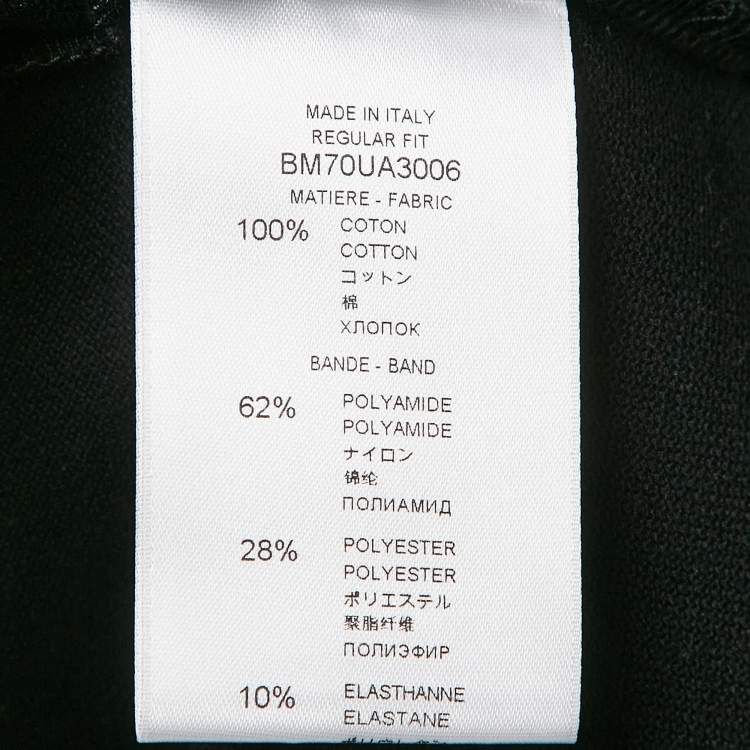 MADE IN ITALY
REGULAR FIT
BM70UA3006
MATIERE - FABRIC
100% COTON
COTTON
コットン
棉
ХЛОПОК
BANDE - BAND
62% POLYAMIDE
POLYAMIDE
ナイロン
锦纶
ПОЛИАМИД
28% POLYESTER
POLYESTER
ポリエステル
聚脂纤维
ПОЛИЭФИР
10% ELASTHANNE
ELASTANE